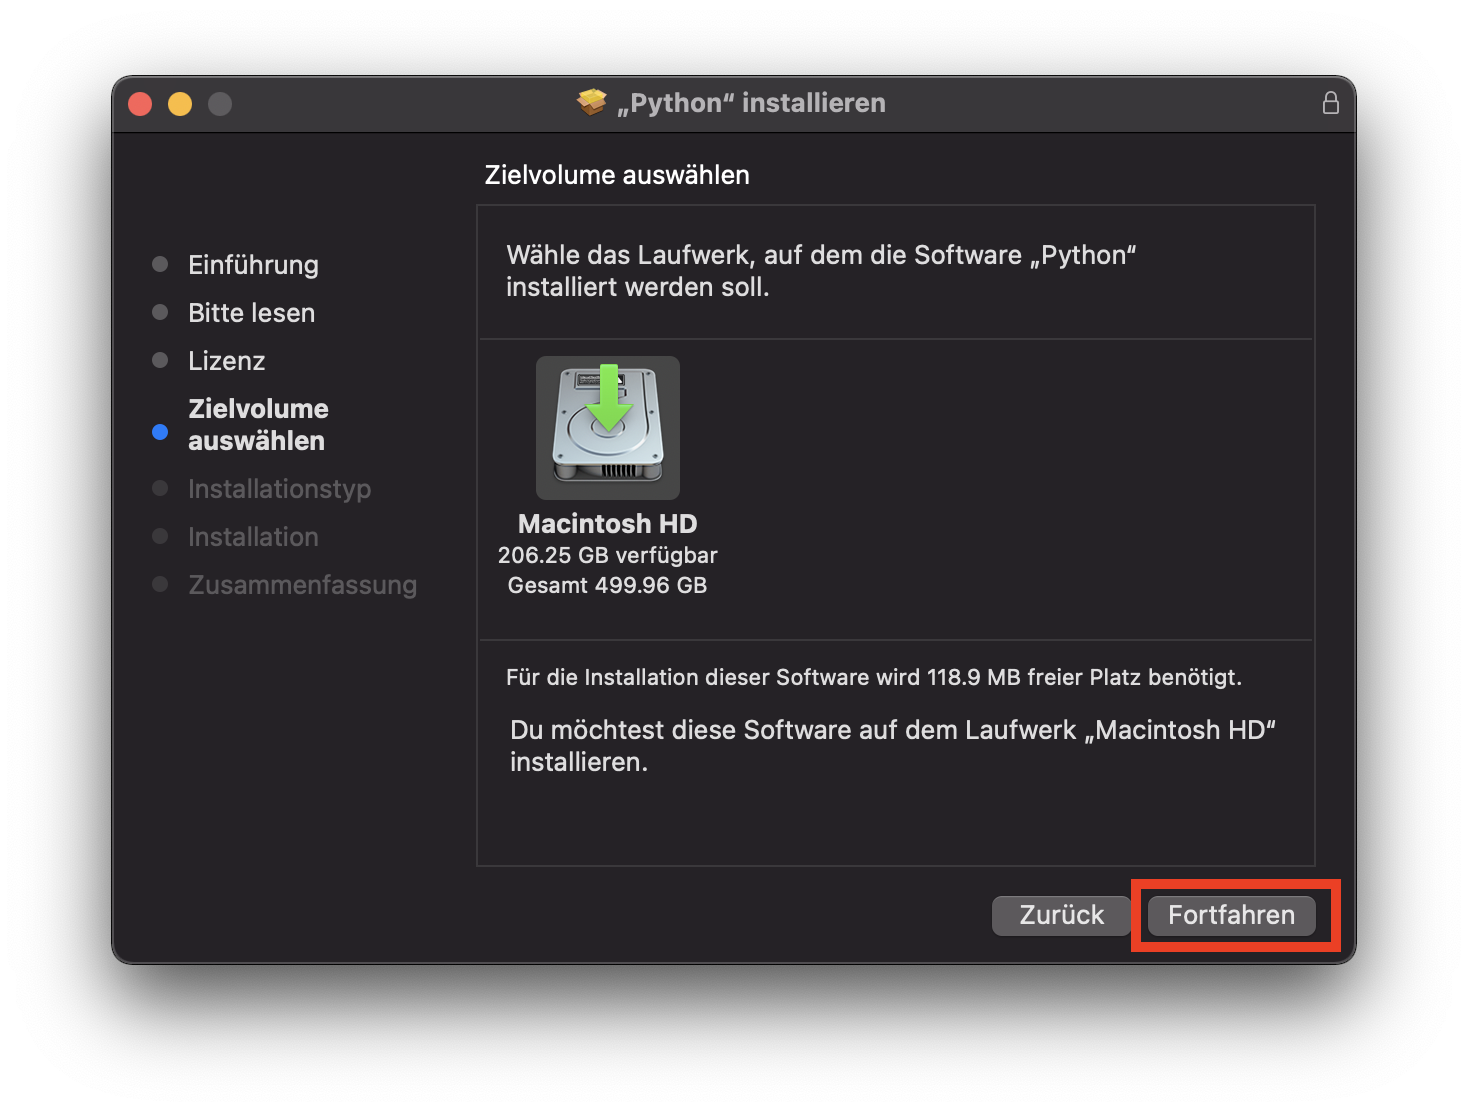 „Python“ installieren
Zielvolume auswählen
Einführung
Bitte lesen
Lizenz
Zielvolume
auswählen
Installationstyp
Installation
Zusammenfassung
Wähle das Laufwerk, auf dem die Software „Python“
installiert werden soll.
Macintosh HD
206.25 GB verfügbar
Gesamt 499.96 GB
Für die Installation dieser Software wird 118.9 MB freier Platz benötigt.
Du möchtest diese Software auf dem Laufwerk „Macintosh HD“
installieren.
Zurück
Fortfahren